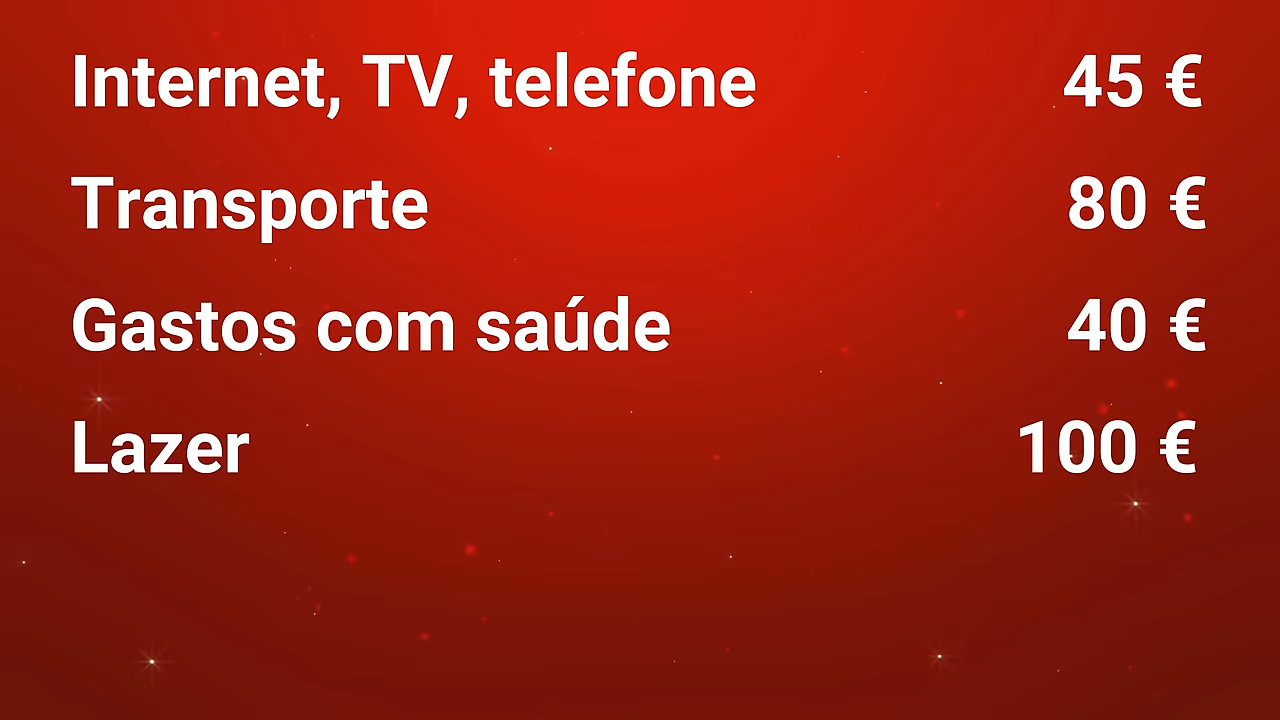 Internet, TV, telefone 45 €
Transporte 80 €
Gastos com saúde 40 €
Lazer 100 €